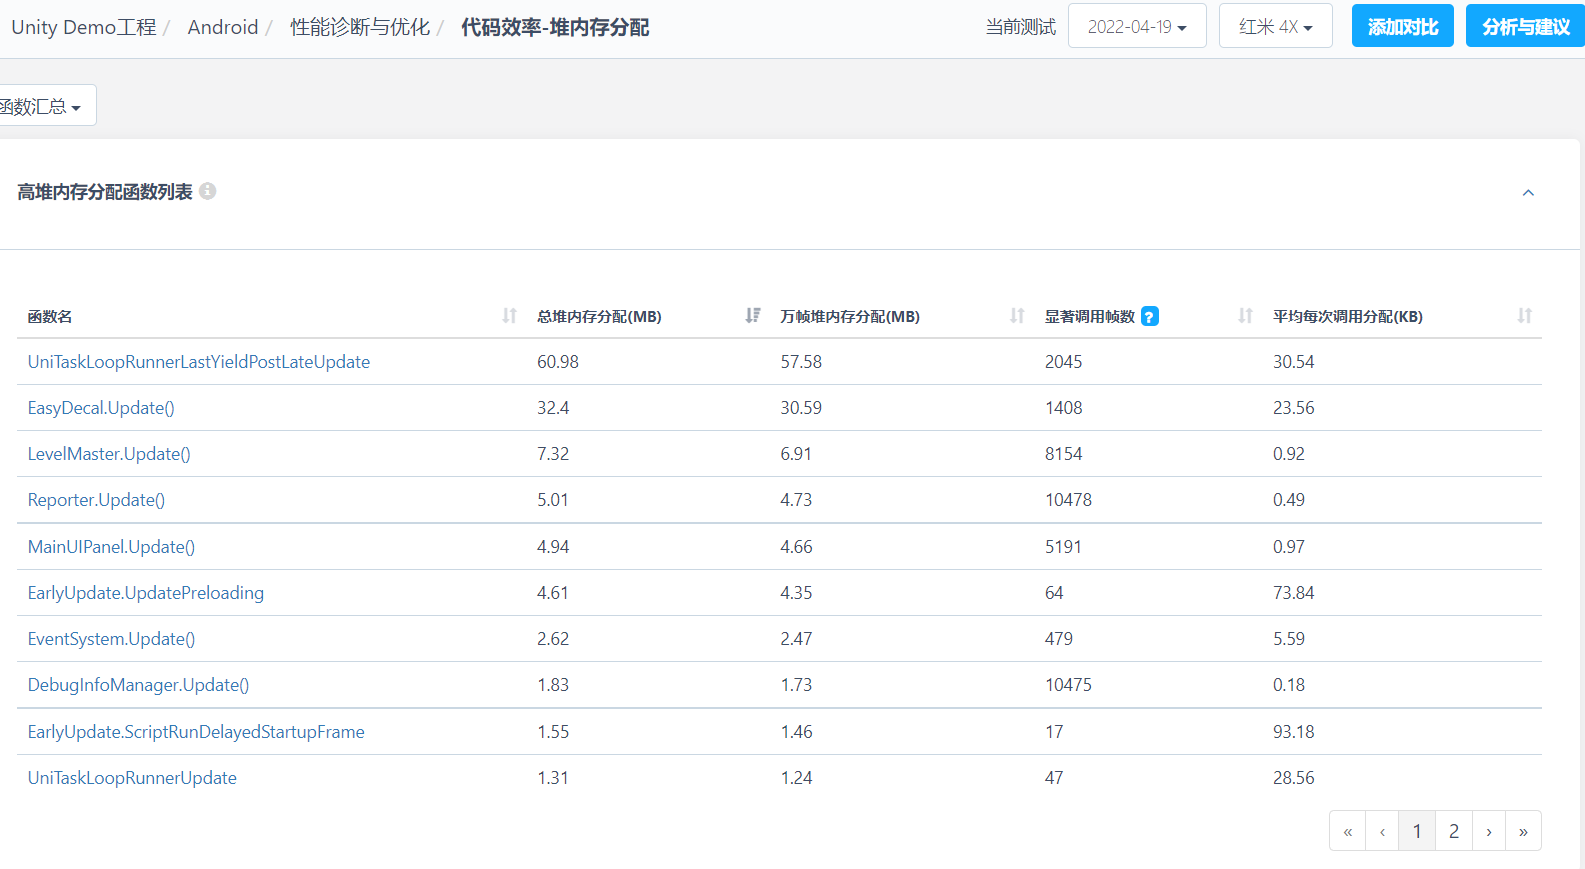 Unity Demo工程 / Android / 性能诊断与优化 / 代码效率-堆内存分配 当前测试 2022-04-19 红米 4X 添加对比 分析与建议
函数汇总
高堆内存分配函数列表
函数名 总堆内存分配(MB) 万帧堆内存分配(MB) 显著调用帧数 ? 平均每次调用分配(KB)
UniTaskLoopRunnerLastYieldPostLateUpdate 60.98 57.58 2045 30.54
EasyDecal.Update() 32.4 30.59 1408 23.56
LevelMaster.Update() 7.32 6.91 8154 0.92
Reporter.Update() 5.01 4.73 10478 0.49
MainUIPanel.Update() 4.94 4.66 5191 0.97
EarlyUpdate.UpdatePreloading 4.61 4.35 64 73.84
EventSystem.Update() 2.62 2.47 479 5.59
DebugInfoManager.Update() 1.83 1.73 10475 0.18
EarlyUpdate.ScriptRunDelayedStartupFrame 1.55 1.46 17 93.18
UniTaskLoopRunnerUpdate 1.31 1.24 47 28.56
« ‹ 1 2 › »